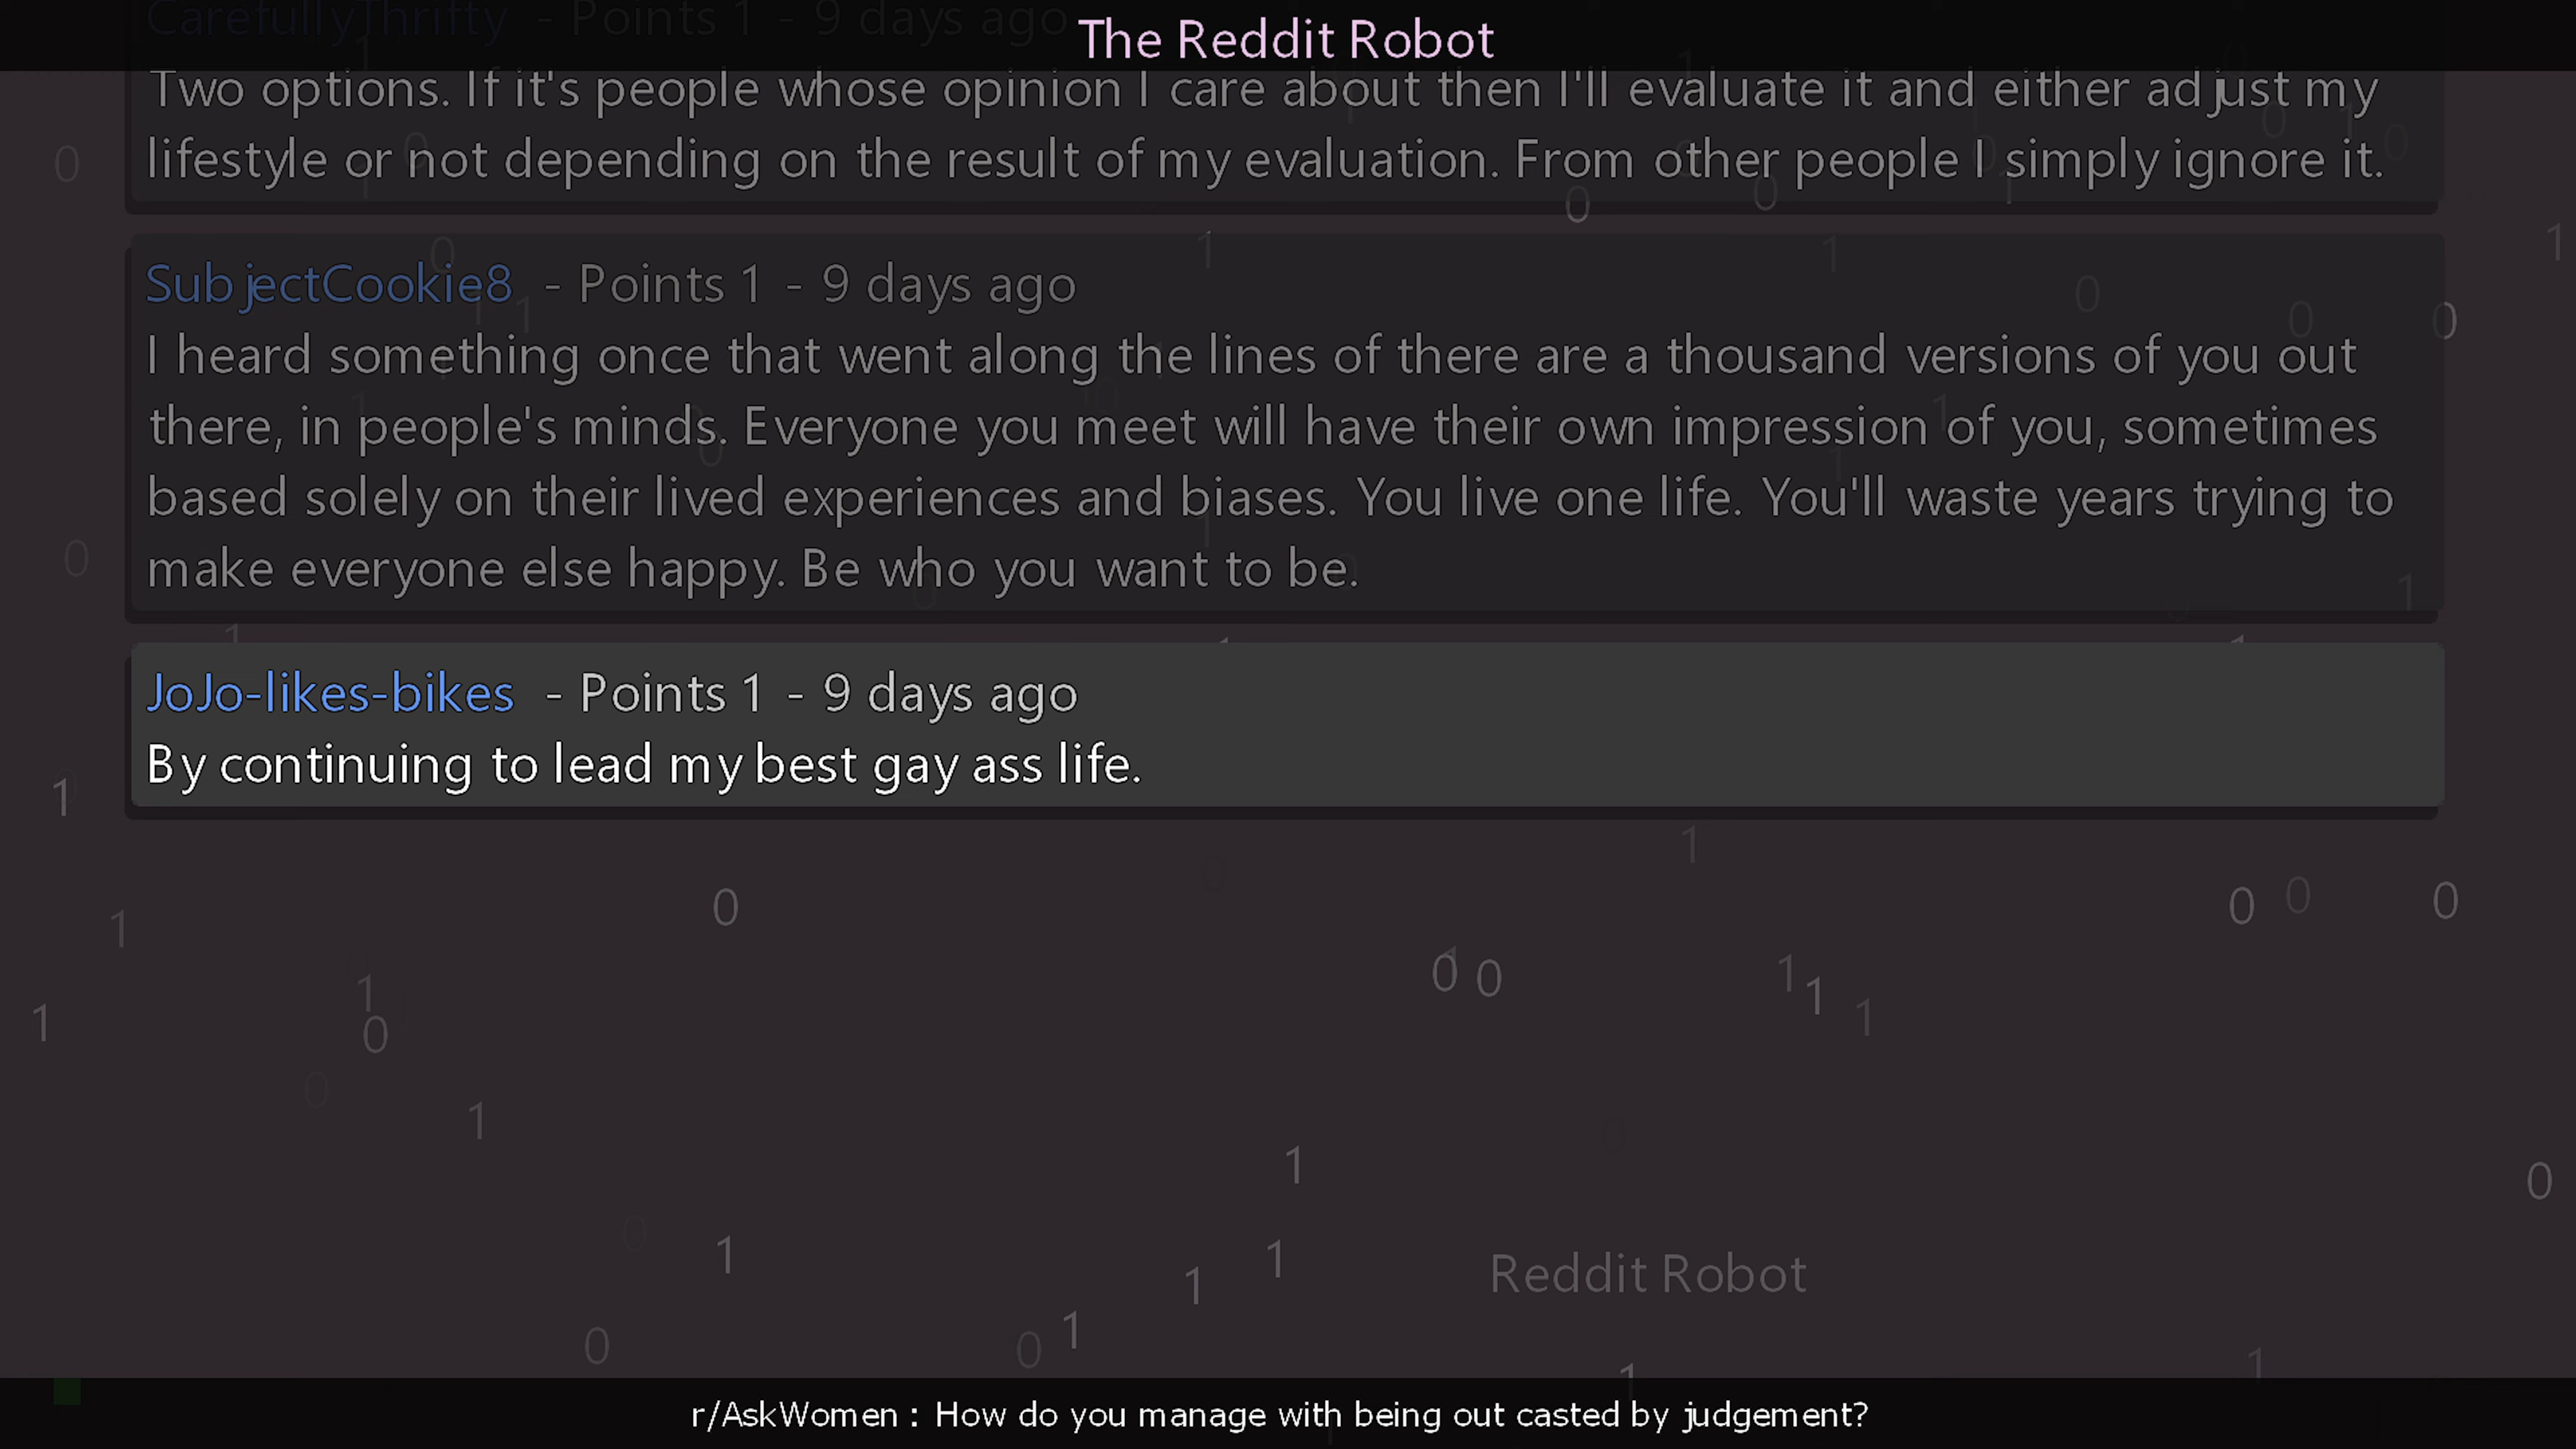 The Reddit Robot
CarefullyThrifty - Points 1 - 9 days ago
Two options. If it's people whose opinion I care about then I'll evaluate it and either adjust my
lifestyle or not depending on the result of my evaluation. From other people I simply ignore it.
SubjectCookie8 - Points 1 - 9 days ago
I heard something once that went along the lines of there are a thousand versions of you out
there, in people's minds. Everyone you meet will have their own impression of you, sometimes
based solely on their lived experiences and biases. You live one life. You'll waste years trying to
make everyone else happy. Be who you want to be.
JoJo-likes-bikes - Points 1 - 9 days ago
By continuing to lead my best gay ass life.
Reddit Robot
r/AskWomen : How do you manage with being out casted by judgement?